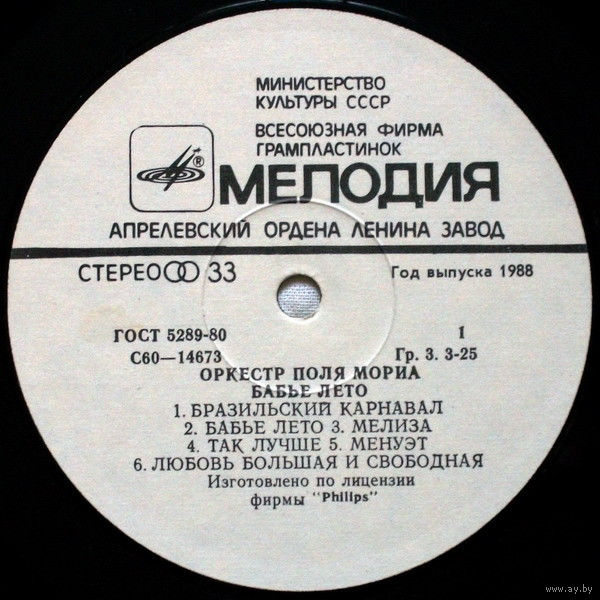 МИНИСТЕРСТВО
КУЛЬТУРЫ СССР
ВСЕСОЮЗНАЯ ФИРМА
ГРАМПЛАСТИНОК
®
МЕЛОДИЯ
АПРЕЛЕВСКИЙ ОРДЕНА ЛЕНИНА ЗАВОД
СТЕРЕО 33
Год выпуска 1988
ГОСТ 5289-80
1
С60—14673
Гр. 3. 3-25
ОРКЕСТР ПОЛЯ МОРИА
БАБЬЕ ЛЕТО
1. БРАЗИЛЬСКИЙ КАРНАВАЛ
2. БАБЬЕ ЛЕТО 3. МЕЛИЗА
4. ТАК ЛУЧШЕ 5. МЕНУЭТ
6. ЛЮБОВЬ БОЛЬШАЯ И СВОБОДНАЯ
Изготовлено по лицензии
фирмы "Philips"
www.ay.by